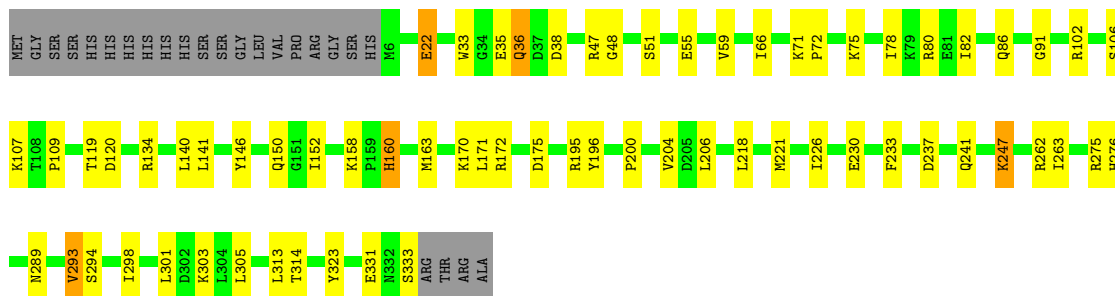 MET GLY SER SER HIS HIS HIS HIS HIS HIS SER SER GLY LEU VAL PRO ARG GLY SER HIS M6 E22 W33 G34 E35 Q36 D37 D38 R47 G48 S51 E55 V59 I66 K71 P72 K75 I78 K79 R80 E81 I82 Q86 G91 R102 S106
K107 T108 P109 T119 D120 R134 L140 L141 Y146 Q150 G151 I152 K158 P159 H160 M163 K170 L171 R172 D175 R195 Y196 P200 V204 D205 L206 L218 M221 I226 E230 F233 D237 Q241 K247 R262 I263 R275 H276
N289 V293 S294 I298 L301 D302 K303 L304 L305 L313 T314 Y323 E331 N332 S333 ARG THR ARG ALA